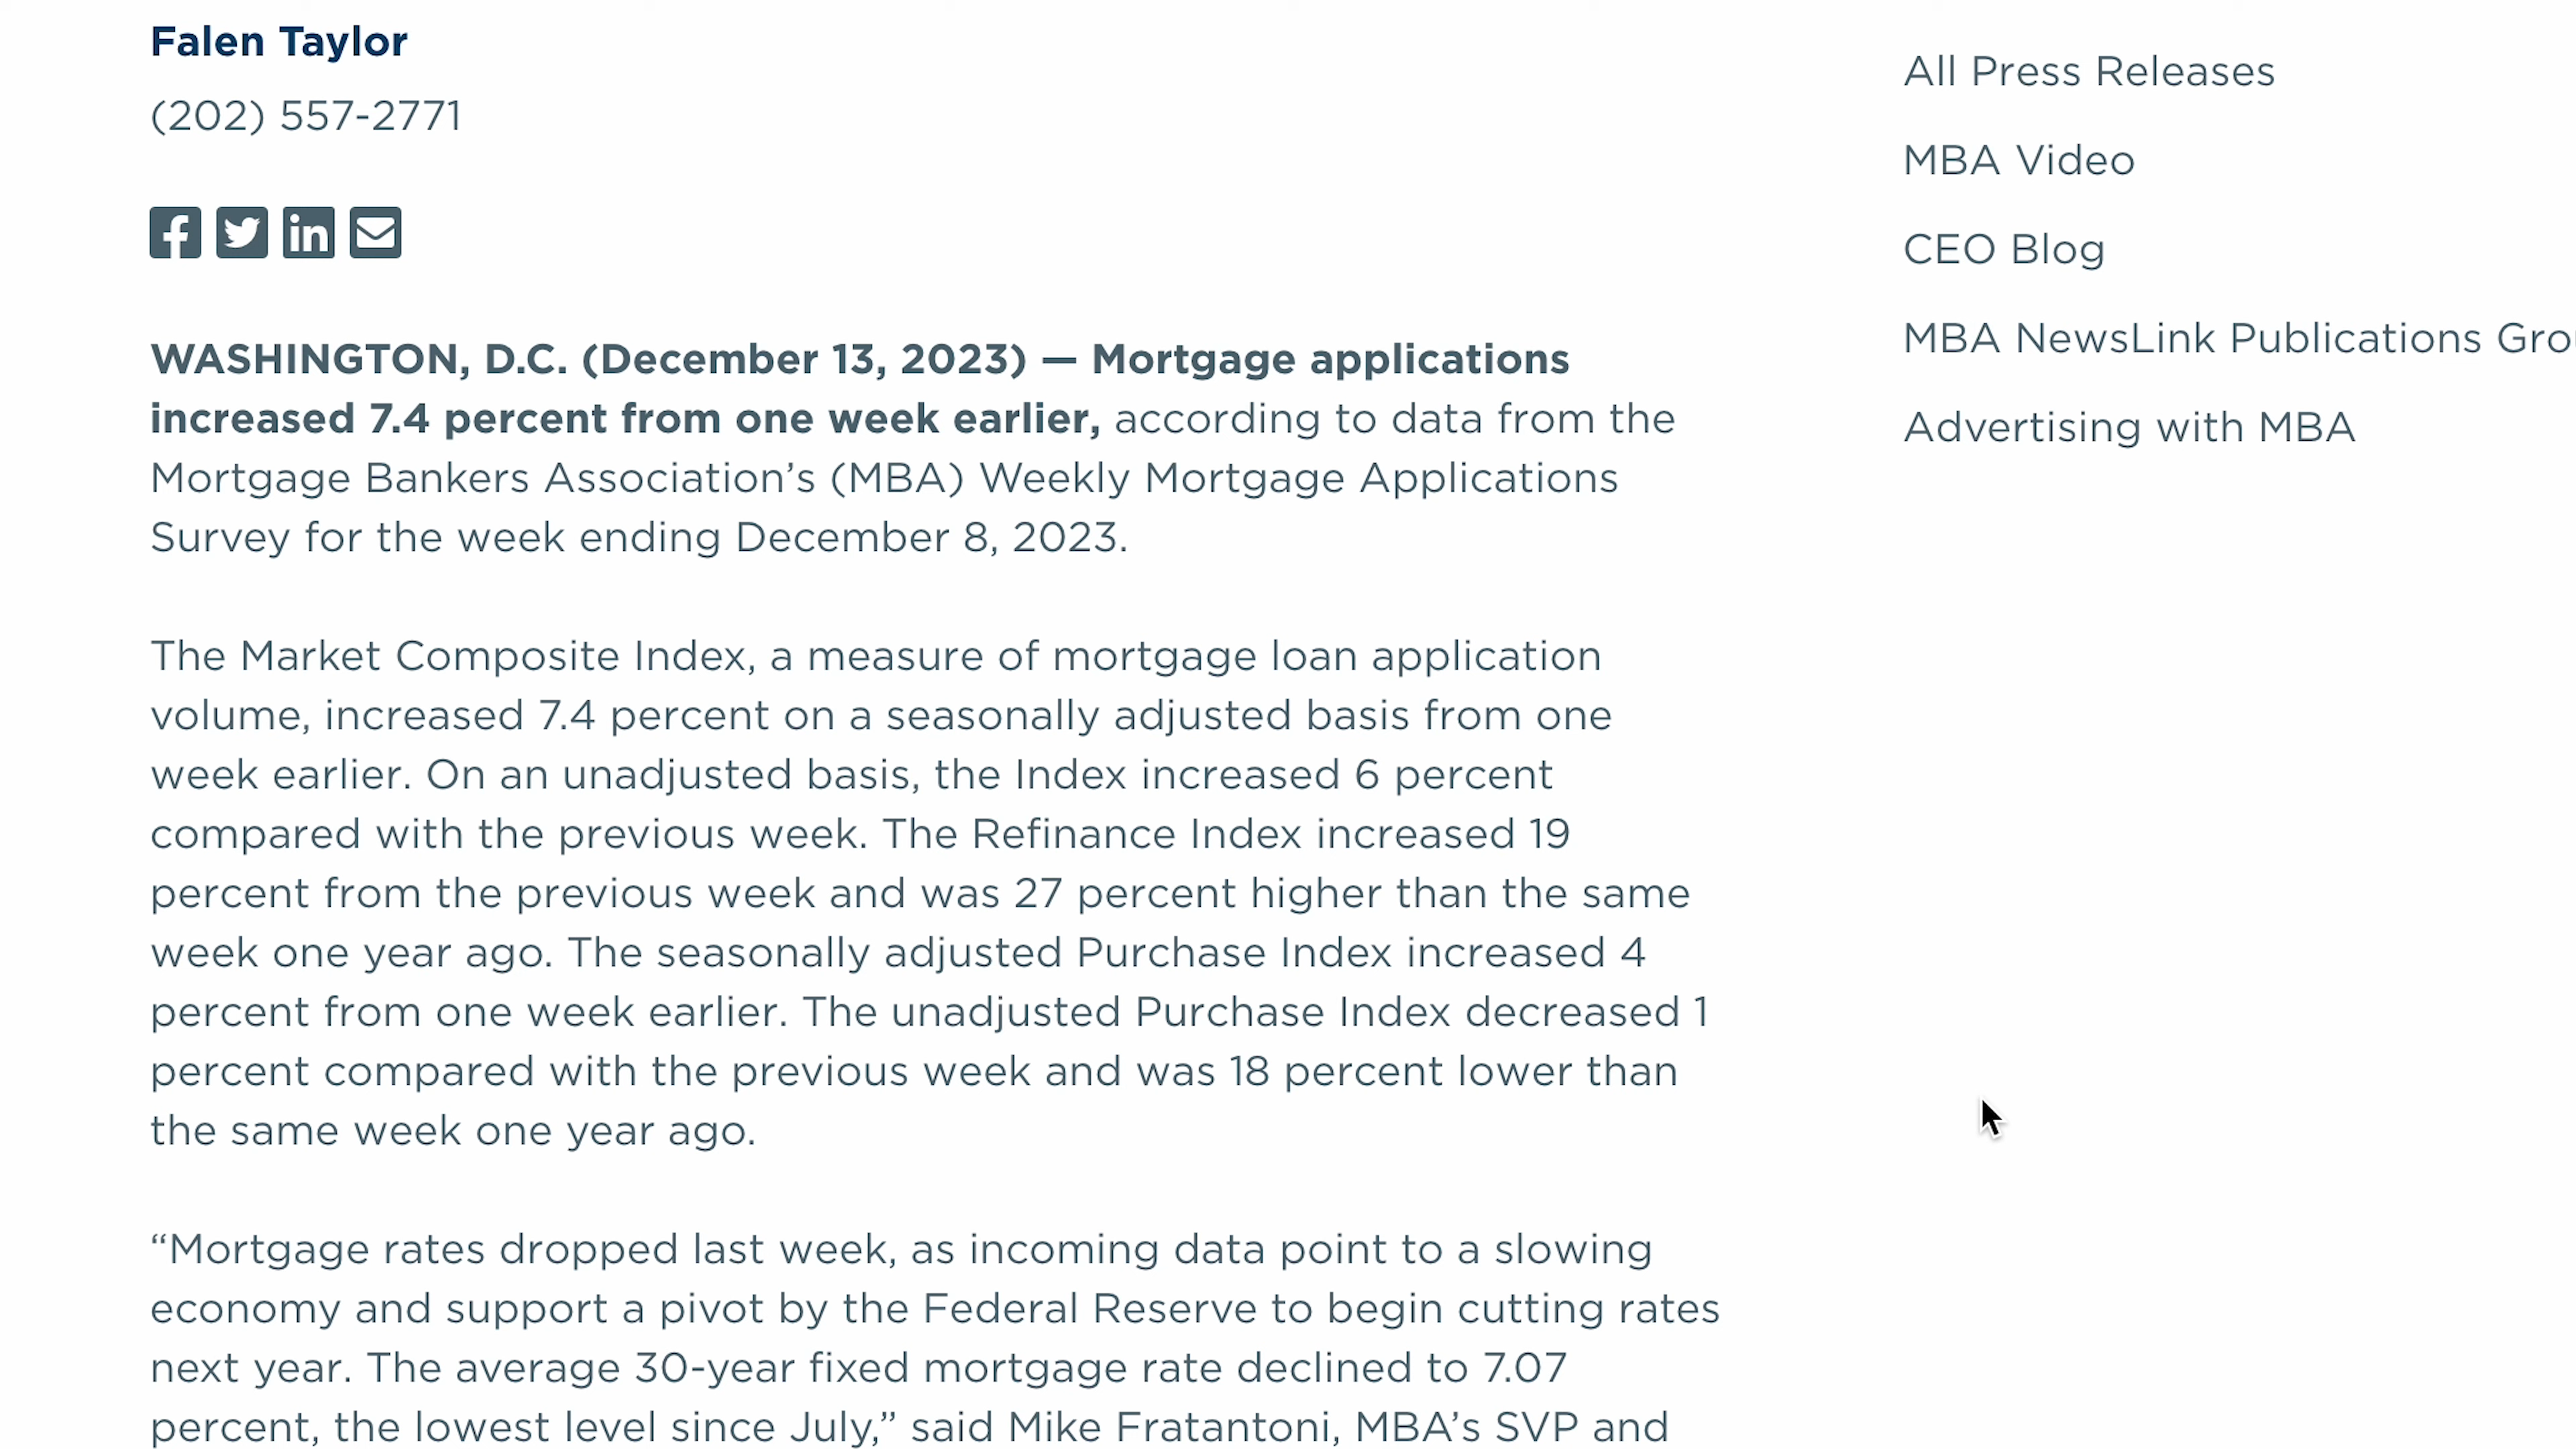 Falen Taylor
(202) 557-2771
WASHINGTON, D.C. (December 13, 2023) — Mortgage applications
increased 7.4 percent from one week earlier, according to data from the
Mortgage Bankers Association’s (MBA) Weekly Mortgage Applications
Survey for the week ending December 8, 2023.
The Market Composite Index, a measure of mortgage loan application
volume, increased 7.4 percent on a seasonally adjusted basis from one
week earlier. On an unadjusted basis, the Index increased 6 percent
compared with the previous week. The Refinance Index increased 19
percent from the previous week and was 27 percent higher than the same
week one year ago. The seasonally adjusted Purchase Index increased 4
percent from one week earlier. The unadjusted Purchase Index decreased 1
percent compared with the previous week and was 18 percent lower than
the same week one year ago.
“Mortgage rates dropped last week, as incoming data point to a slowing
economy and support a pivot by the Federal Reserve to begin cutting rates
next year. The average 30-year fixed mortgage rate declined to 7.07
percent, the lowest level since July,” said Mike Fratantoni, MBA’s SVP and
All Press Releases
MBA Video
CEO Blog
MBA NewsLink Publications Gro
Advertising with MBA